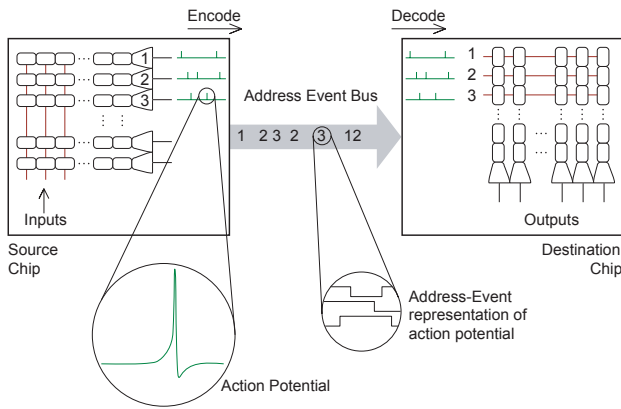 Encode
Decode
1
2
3
Address Event Bus
1 2 3 2 3 12
1
2
3
Inputs
Outputs
Source
Chip
Destination
Chip
Action Potential
Address-Event
representation of
action potential